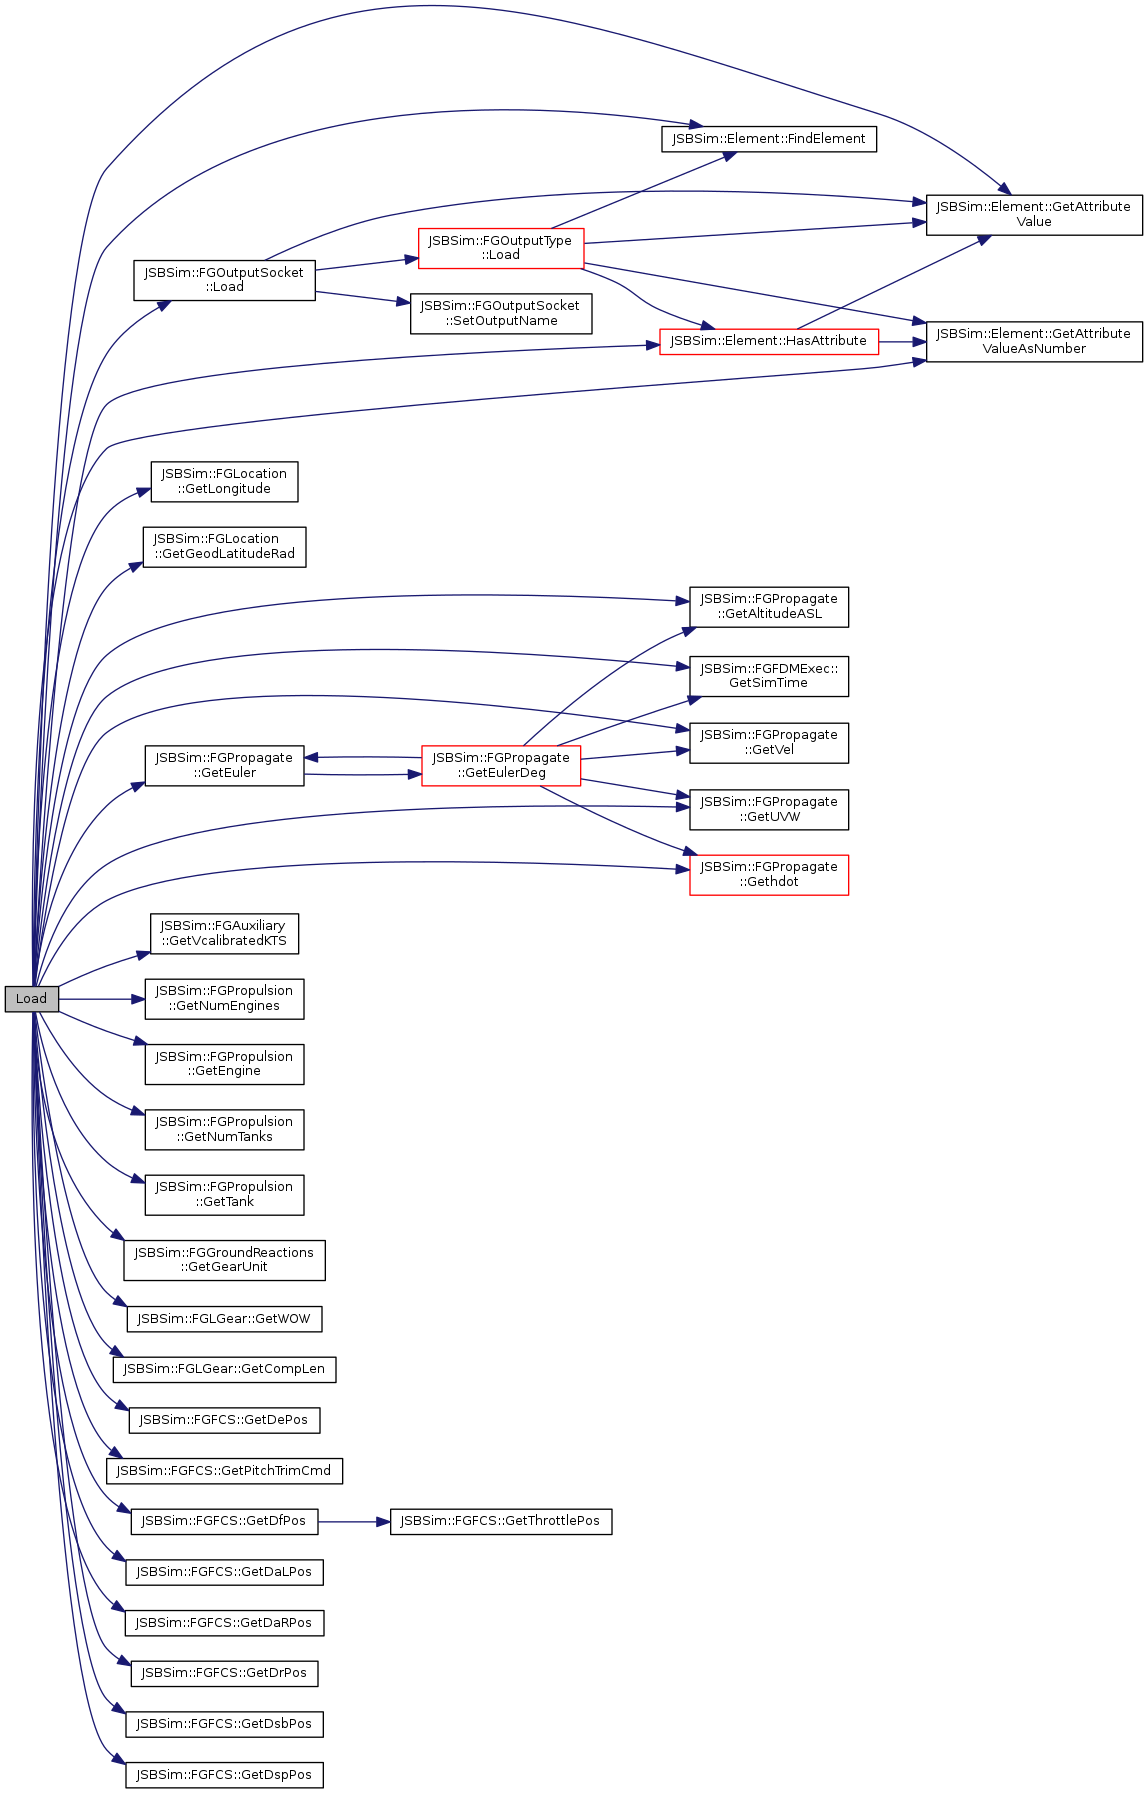 JSBSim::Element::FindElement
JSBSim::Element::GetAttribute
Value
JSBSim::FGOutputType
::Load
JSBSim::FGOutputSocket
::Load
JSBSim::FGOutputSocket
::SetOutputName
JSBSim::Element::HasAttribute
JSBSim::Element::GetAttribute
ValueAsNumber
JSBSim::FGLocation
::GetLongitude
JSBSim::FGLocation
::GetGeodLatitudeRad
JSBSim::FGPropagate
::GetAltitudeASL
JSBSim::FGFDMExec::
GetSimTime
JSBSim::FGPropagate
::GetVel
JSBSim::FGPropagate
::GetEuler
JSBSim::FGPropagate
::GetEulerDeg
JSBSim::FGPropagate
::GetUVW
JSBSim::FGPropagate
::Gethdot
JSBSim::FGAuxiliary
::GetVcalibratedKTS
Load
JSBSim::FGPropulsion
::GetNumEngines
JSBSim::FGPropulsion
::GetEngine
JSBSim::FGPropulsion
::GetNumTanks
JSBSim::FGPropulsion
::GetTank
JSBSim::FGGroundReactions
::GetGearUnit
JSBSim::FGLGear::GetWOW
JSBSim::FGLGear::GetCompLen
JSBSim::FGFCS::GetDePos
JSBSim::FGFCS::GetPitchTrimCmd
JSBSim::FGFCS::GetDfPos
JSBSim::FGFCS::GetThrottlePos
JSBSim::FGFCS::GetDaLPos
JSBSim::FGFCS::GetDaRPos
JSBSim::FGFCS::GetDrPos
JSBSim::FGFCS::GetDsbPos
JSBSim::FGFCS::GetDspPos